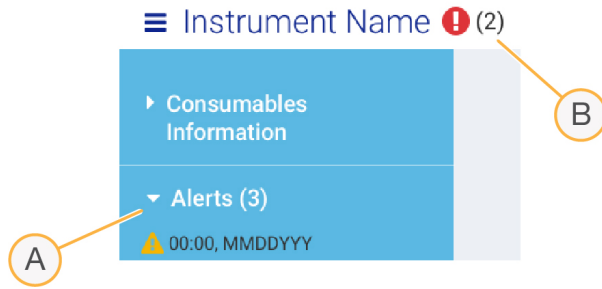 Instrument Name (2)
Consumables
Information
B
Alerts (3)
A
00:00, MMDDYYY